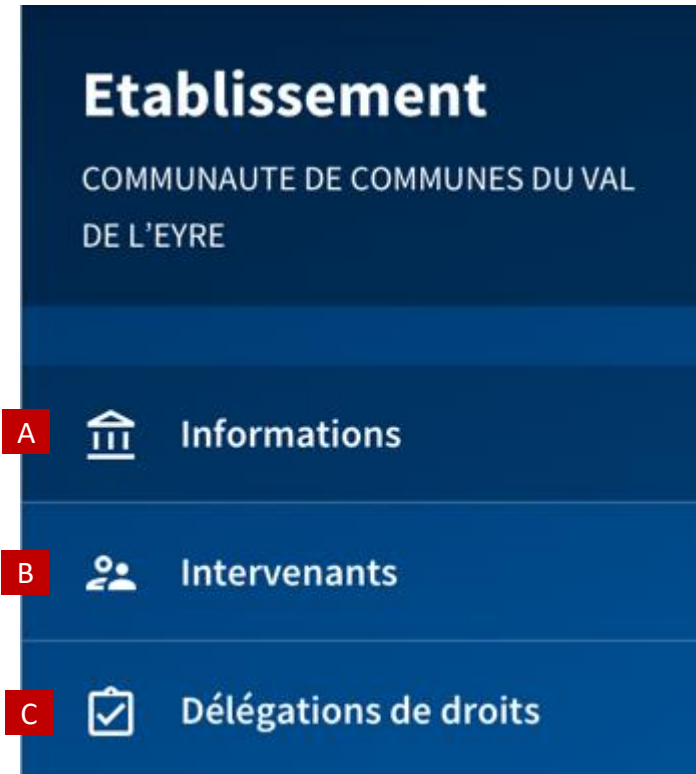 Etablissement
COMMUNAUTE DE COMMUNES DU VAL
DE L’EYRE
A Informations
B Intervenants
C Délégations de droits